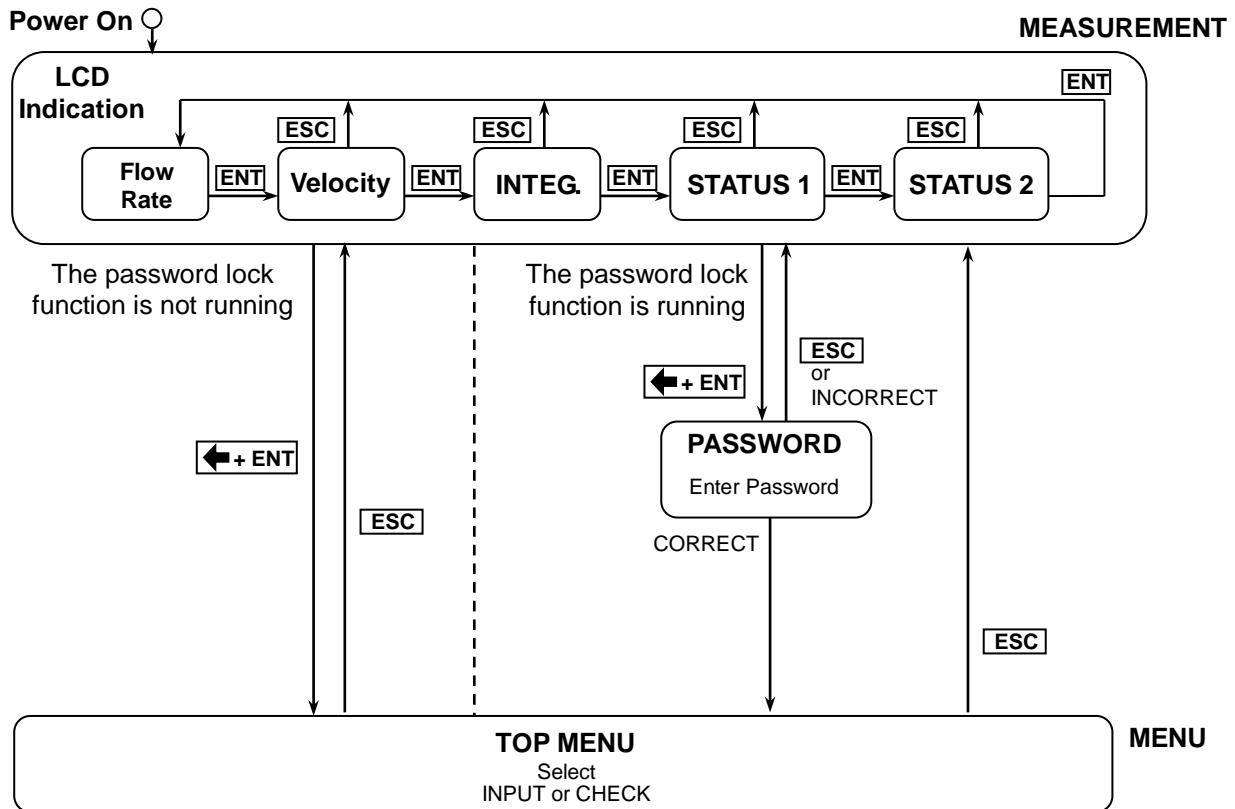 Power On
MEASUREMENT
LCD
Indication
ENT
ESC
ESC
ESC
ESC
Flow
Rate
ENT
Velocity
ENT
INTEG.
ENT
STATUS 1
ENT
STATUS 2
The password lock
function is not running
The password lock
function is running
ESC
or
INCORRECT
← + ENT
PASSWORD
Enter Password
← + ENT
ESC
CORRECT
ESC
TOP MENU
Select
INPUT or CHECK
MENU